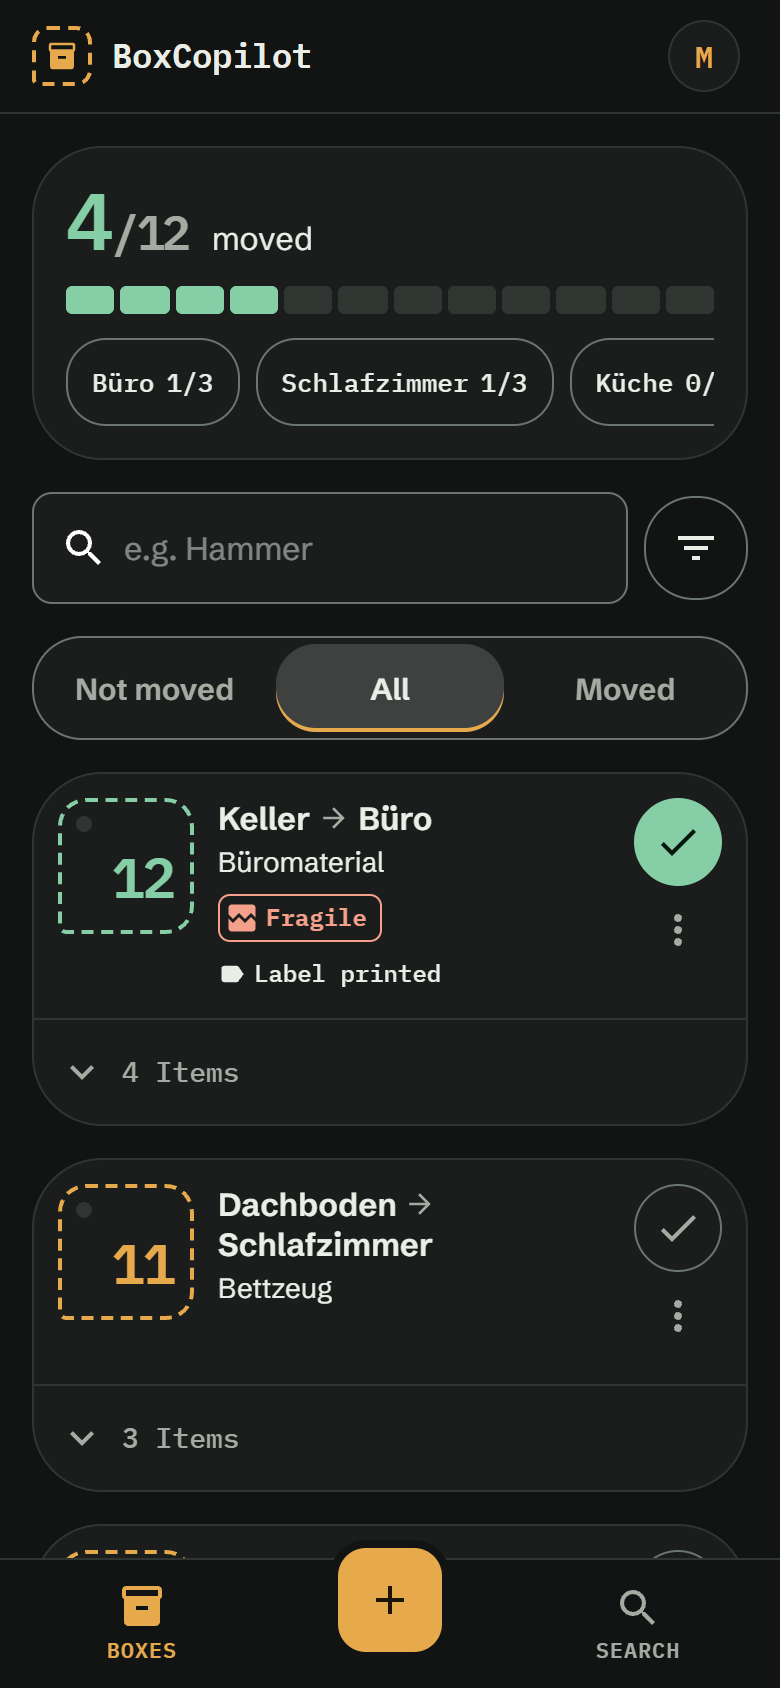 BoxCopilot
M
4/12 moved
Büro 1/3
Schlafzimmer 1/3
Küche 0/
e.g. Hammer
Not moved
All
Moved
12
Keller → Büro
Büromaterial
Fragile
Label printed
4 Items
11
Dachboden →
Schlafzimmer
Bettzeug
3 Items
+
BOXES
SEARCH